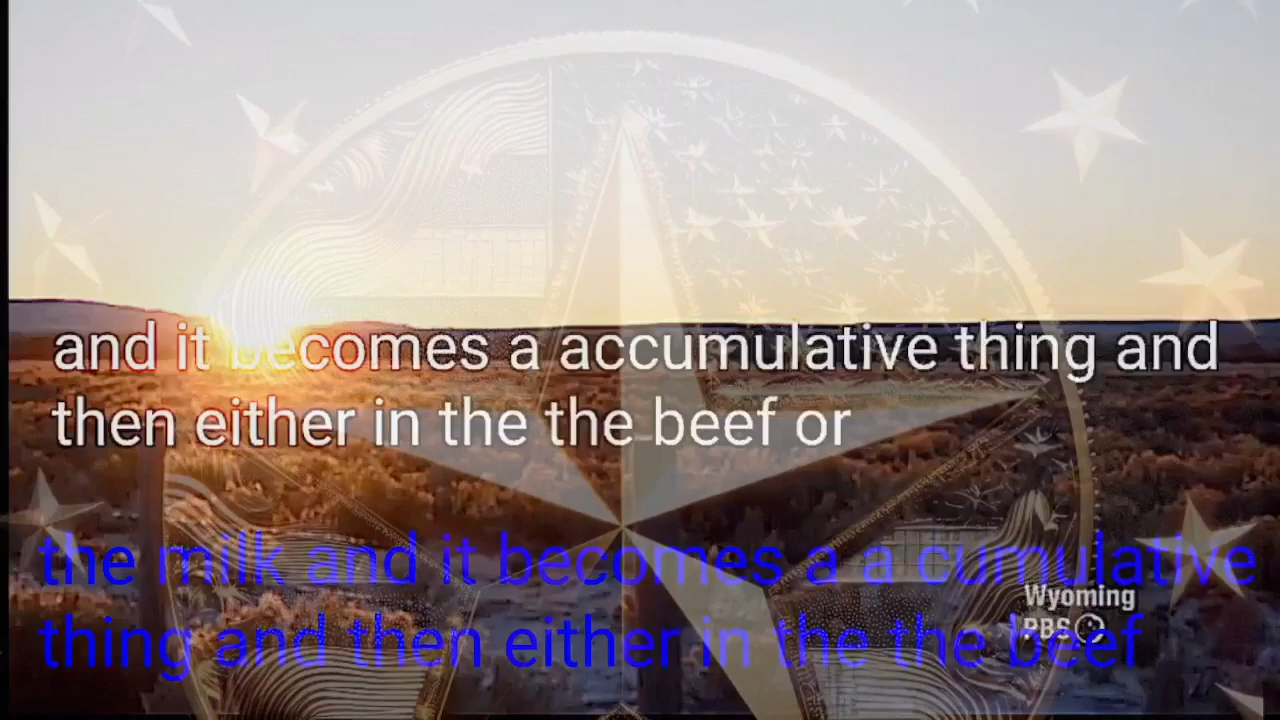 and it becomes a accumulative thing and
then either in the the beef or
the milk and it becomes a a cumulative
thing and then either in the the beef
Wyoming
PBS